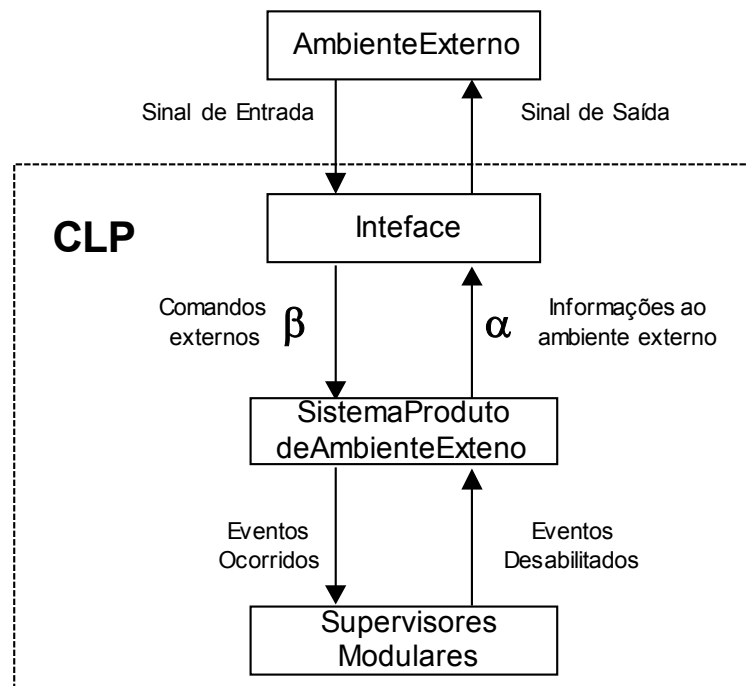 AmbienteExterno
Sinal de Entrada
Sinal de Saída
CLP
Inteface
Comandos
externos
β
α
Informações ao
ambiente externo
SistemaProduto
deAmbienteExteno
Eventos
Ocorridos
Eventos
Desabilitados
Supervisores
Modulares